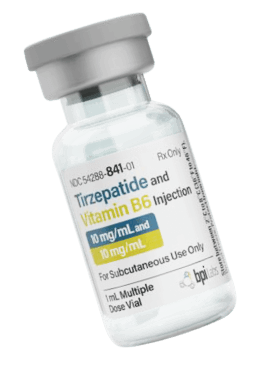 NDC 54288-841-01
Rx Only
Tirzepatide and
Vitamin B6 Injection
10 mg/mL and
10 mg/mL
For Subcutaneous Use Only
1 mL Multiple
Dose Vial
bpi